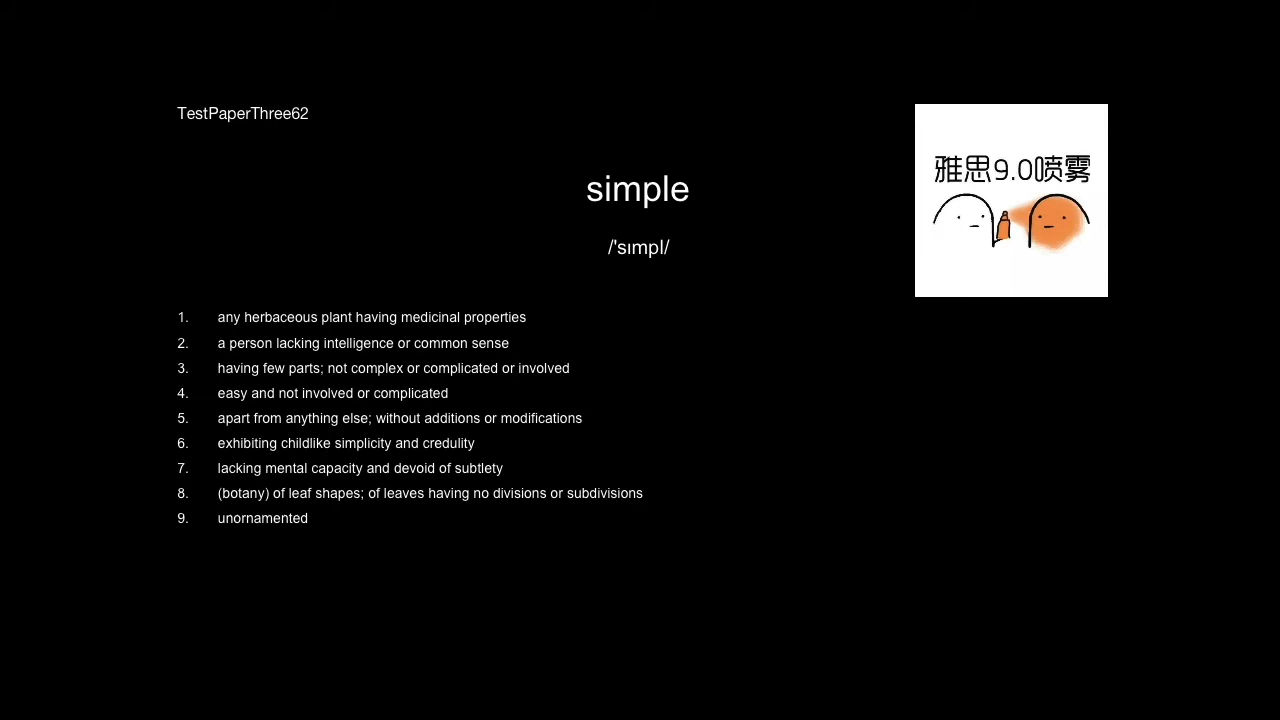 TestPaperThree62
雅思9.0喷雾
simple
/'sɪmpl/
1. any herbaceous plant having medicinal properties
2. a person lacking intelligence or common sense
3. having few parts; not complex or complicated or involved
4. easy and not involved or complicated
5. apart from anything else; without additions or modifications
6. exhibiting childlike simplicity and credulity
7. lacking mental capacity and devoid of subtlety
8. (botany) of leaf shapes; of leaves having no divisions or subdivisions
9. unornamented